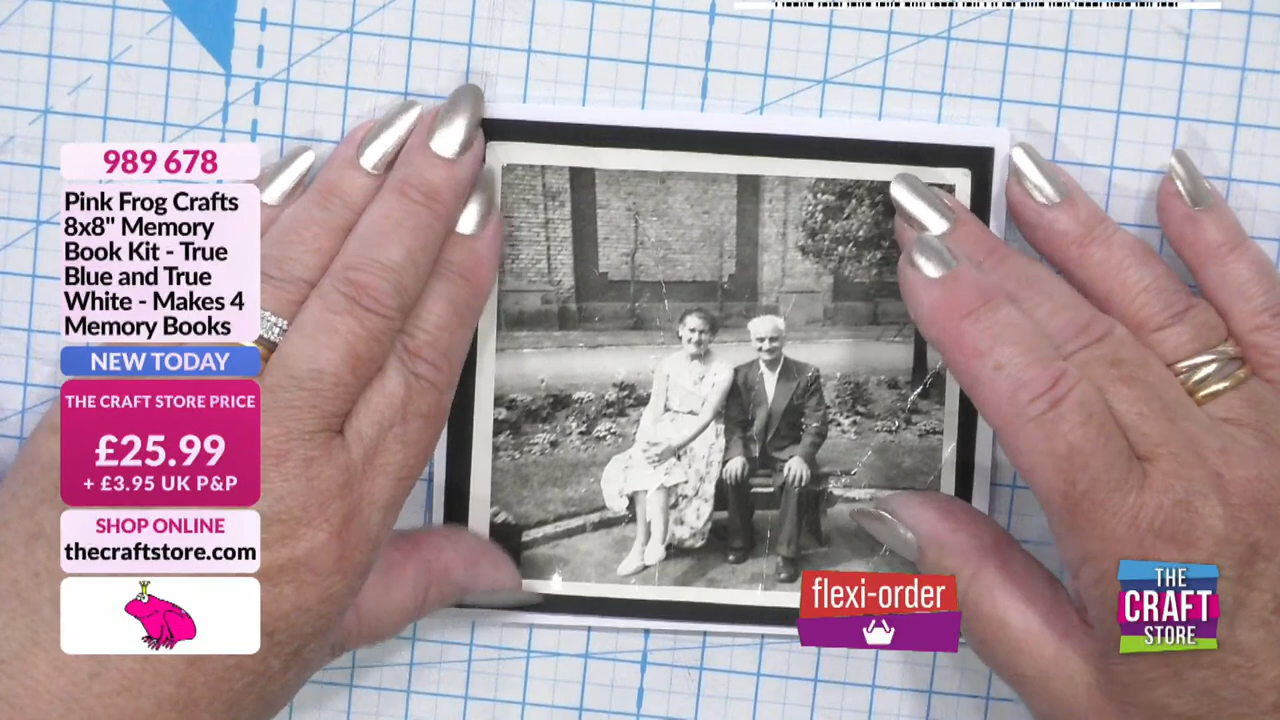 989 678
Pink Frog Crafts
8x8" Memory
Book Kit - True
Blue and True
White - Makes 4
Memory Books
NEW TODAY
THE CRAFT STORE PRICE
£25.99
+ £3.95 UK P&P
SHOP ONLINE
thecraftstore.com
flexi-order
THE
CRAFT
STORE